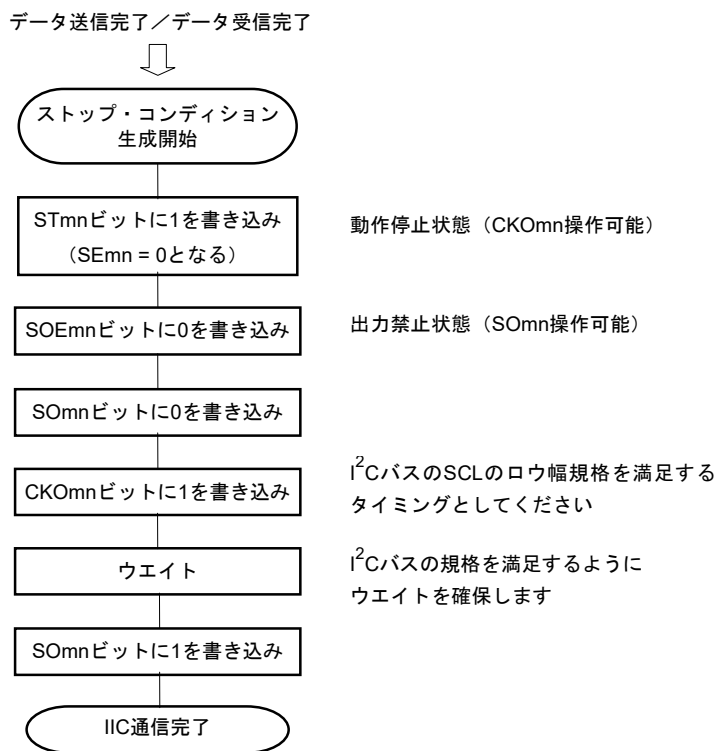 データ送信完了／データ受信完了
ストップ・コンディション
生成開始
STmnビットに1を書き込み
（SEmn = 0となる）
動作停止状態（CKOmn操作可能）
SOEmnビットに0を書き込み
出力禁止状態（SOmn操作可能）
SOmnビットに0を書き込み
CKOmnビットに1を書き込み
I²CバスのSCLのロウ幅規格を満足する
タイミングとしてください
ウエイト
I²Cバスの規格を満足するように
ウエイトを確保します
SOmnビットに1を書き込み
IIC通信完了